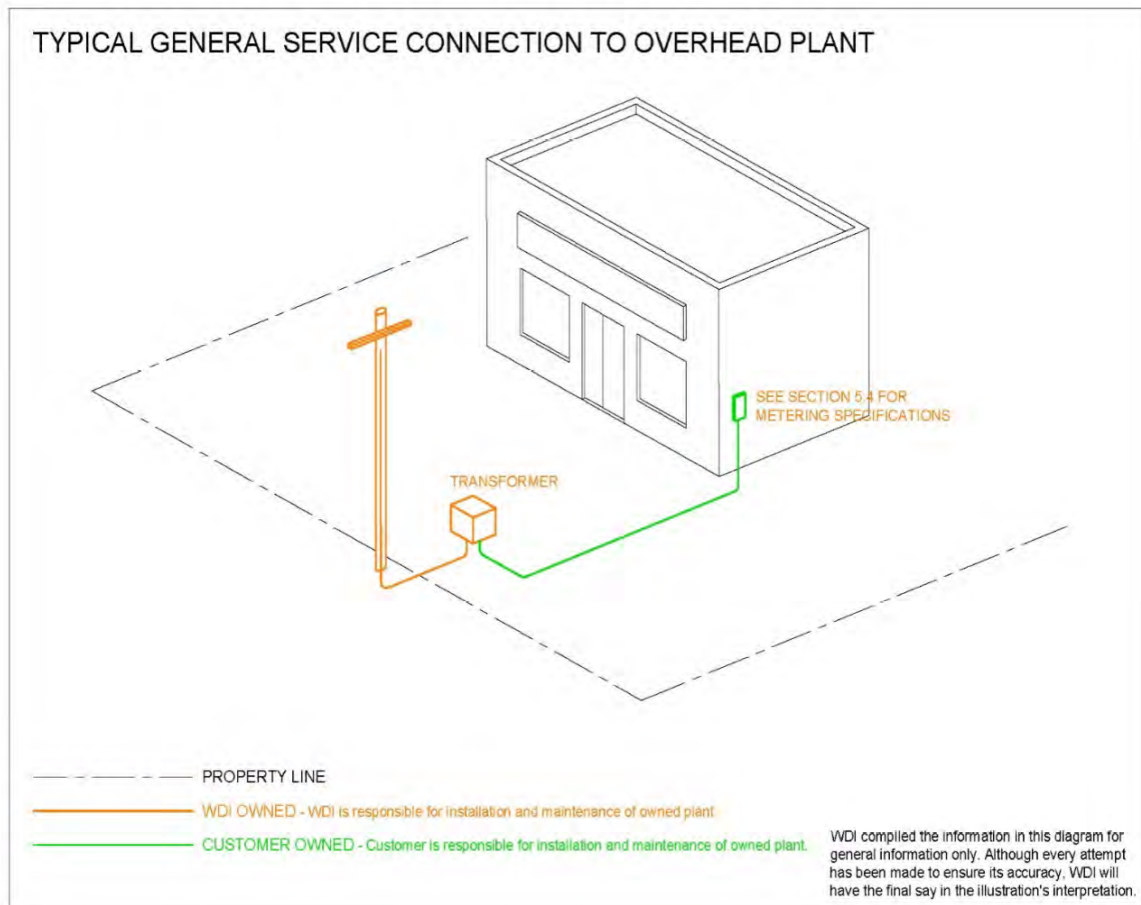 TYPICAL GENERAL SERVICE CONNECTION TO OVERHEAD PLANT
SEE SECTION 5.4 FOR
METERING SPECIFICATIONS
TRANSFORMER
PROPERTY LINE
WDI OWNED - WDI is responsible for installation and maintenance of owned plant
CUSTOMER OWNED - Customer is responsible for installation and maintenance of owned plant.
WDI compiled the information in this diagram for
general information only. Although every attempt
has been made to ensure its accuracy, WDI will
have the final say in the illustration's interpretation.